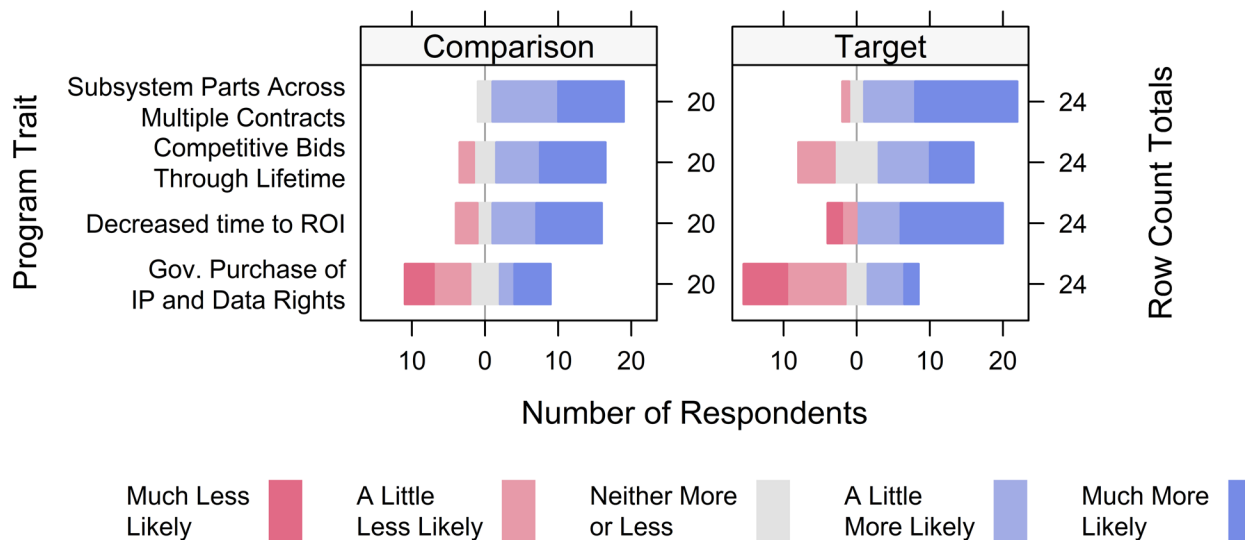 Comparison
Target
Program Trait
Subsystem Parts Across
Multiple Contracts
20
24
Competitive Bids
Through Lifetime
20
24
Decreased time to ROI
20
24
Gov. Purchase of
IP and Data Rights
20
24
Row Count Totals
10 0 10 20
10 0 10 20
Number of Respondents
Much Less
Likely
A Little
Less Likely
Neither More
or Less
A Little
More Likely
Much More
Likely